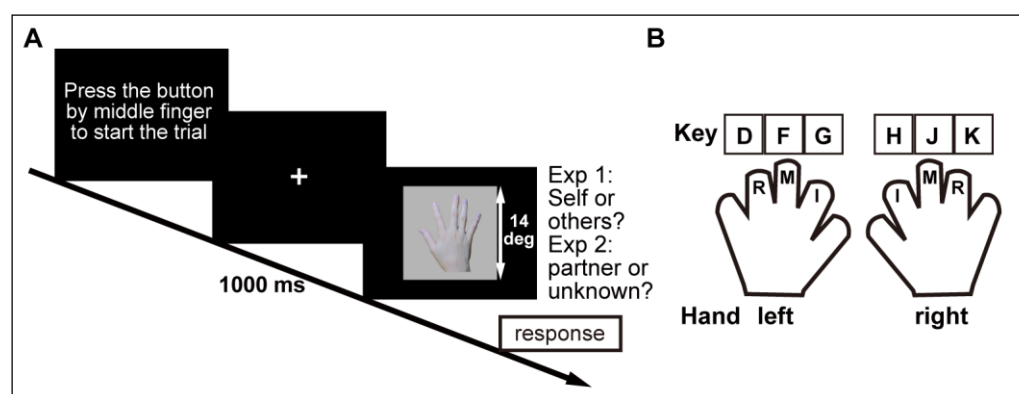 A
Press the button
by middle finger
to start the trial
+
14
deg
Exp 1:
Self or
others?
Exp 2:
partner or
unknown?
1000 ms
response
B
Key D F G H J K
R M I I M R
Hand left right